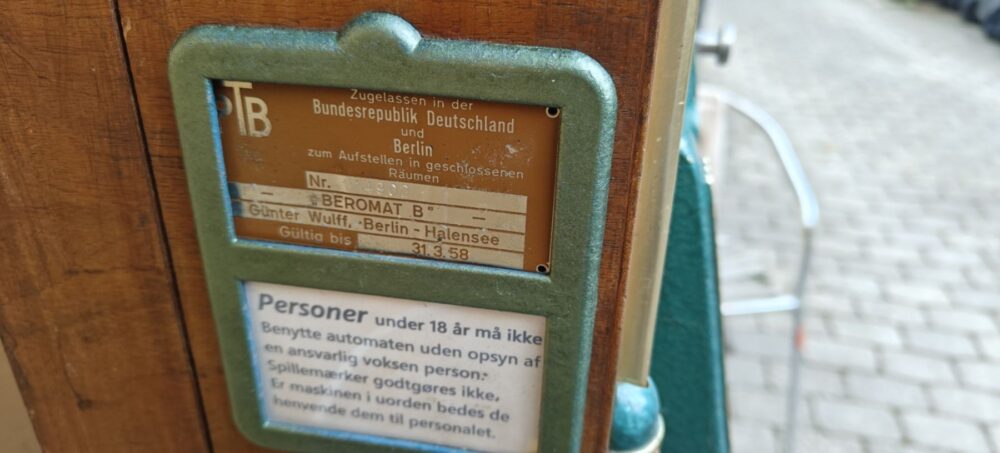 PTB
Zugelassen in der
Bundesrepublik Deutschland
und
Berlin
zum Aufstellen in geschlossenen
Räumen
Nr.
— "BEROMAT B" —
Günter Wulff, Berlin-Halensee
Gültig bis 31.3.58
Personer under 18 år må ikke
Benytte automaten uden opsyn af
en ansvarlig voksen person.
Spillemærker godtgøres ikke,
Er maskinen i uorden bedes de
henvende dem til personalet.